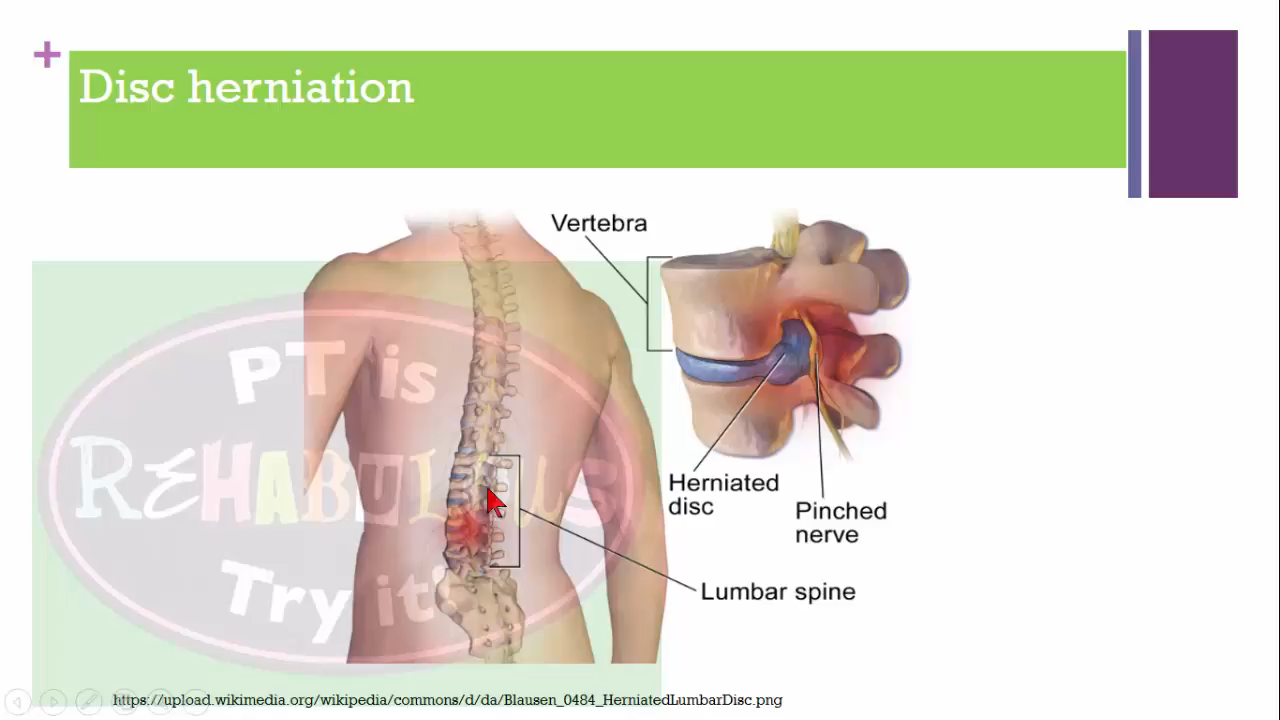 +
Disc herniation
Vertebra
PT is
REHABULOUS
Try it!
Herniated
disc
Pinched
nerve
Lumbar spine
https://upload.wikimedia.org/wikipedia/commons/d/da/Blausen_0484_HerniatedLumbarDisc.png